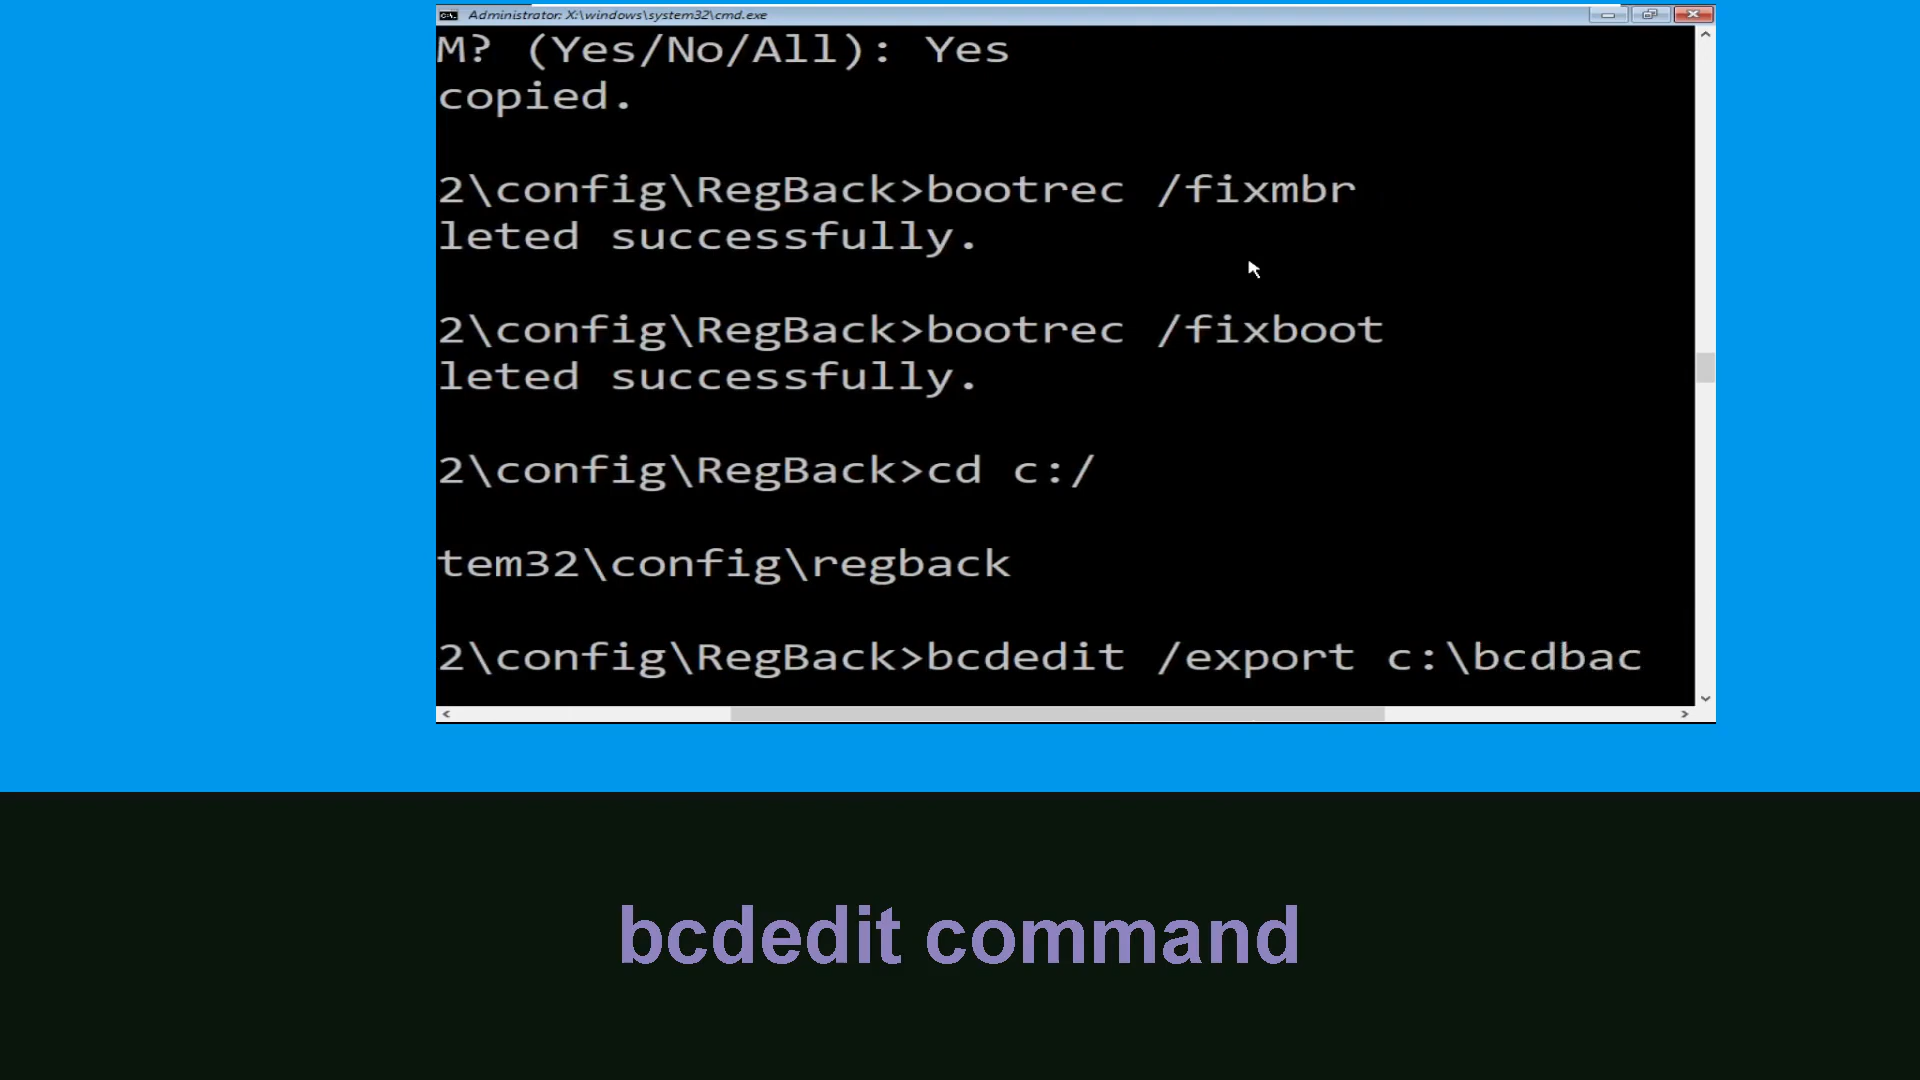 Administrator: X:\windows\system32\cmd.exe
M? (Yes/No/All): Yes
copied.
2\config\RegBack>bootrec /fixmbr
leted successfully.
2\config\RegBack>bootrec /fixboot
leted successfully.
2\config\RegBack>cd c:/
tem32\config\regback
2\config\RegBack>bcdedit /export c:\bcdbac
bcdedit command